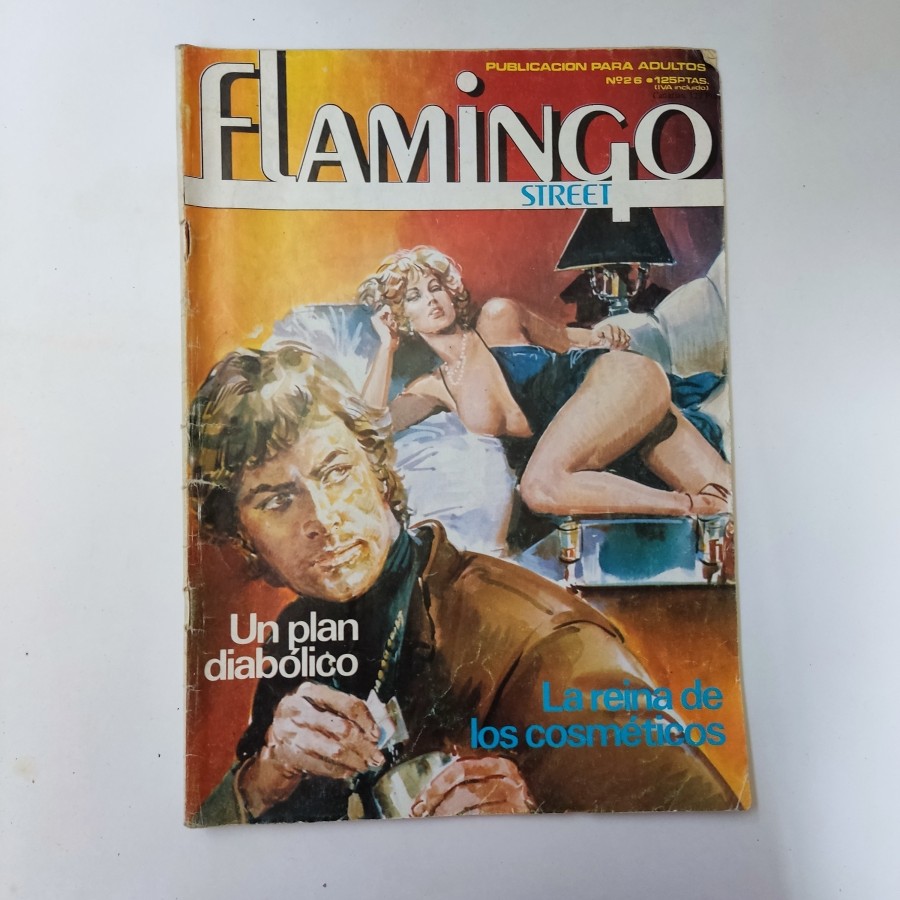 PUBLICACION PARA ADULTOS
Nº26 • 125PTAS.
(IVA incluido)
FLAMiNGO
STREET
Un plan
diabólico
La reina de
los cosméticos